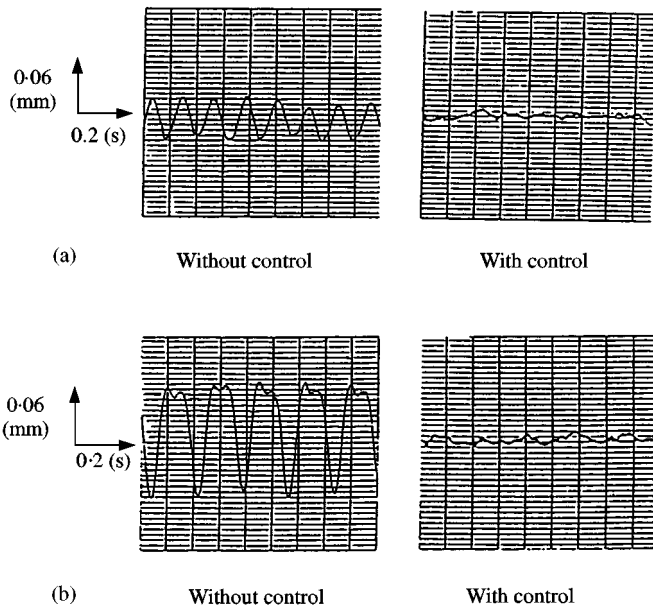 0·06
(mm)
0.2 (s)
(a)
Without control
With control
0·06
(mm)
0·2 (s)
(b)
Without control
With control